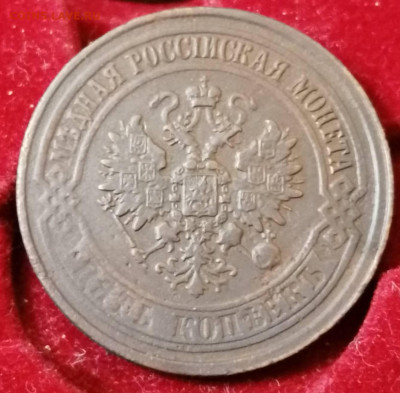 МѢДНАЯ РОССІЙСКАЯ МОНЕТА
ПЯТЬ КОПѢЕКЪ